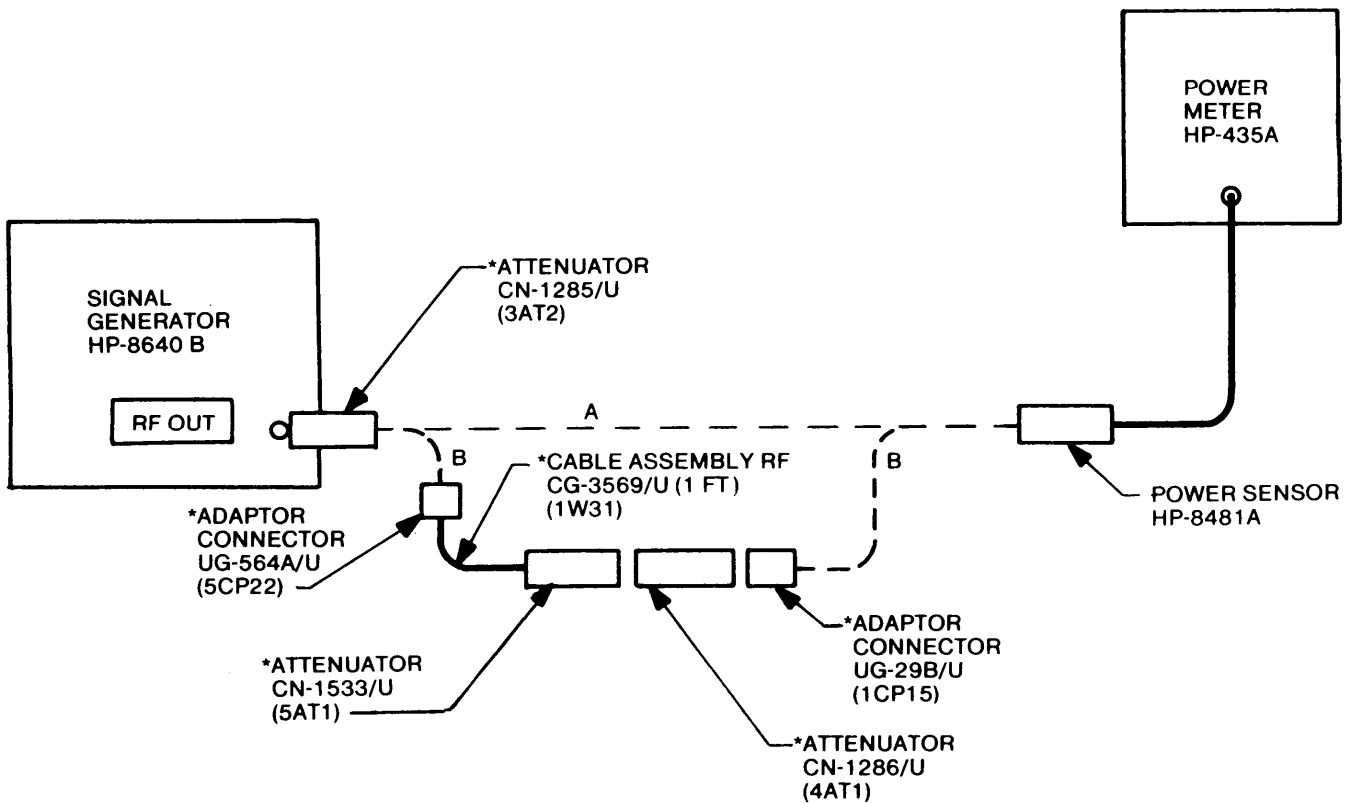 POWER
METER
HP-435A
SIGNAL
GENERATOR
HP-8640 B
RF OUT
*ATTENUATOR
CN-1285/U
(3AT2)
A
B
*CABLE ASSEMBLY RF
CG-3569/U (1 FT)
(1W31)
B
POWER SENSOR
HP-8481A
*ADAPTOR
CONNECTOR
UG-564A/U
(5CP22)
*ADAPTOR
CONNECTOR
UG-29B/U
(1CP15)
*ATTENUATOR
CN-1533/U
(5AT1)
*ATTENUATOR
CN-1286/U
(4AT1)